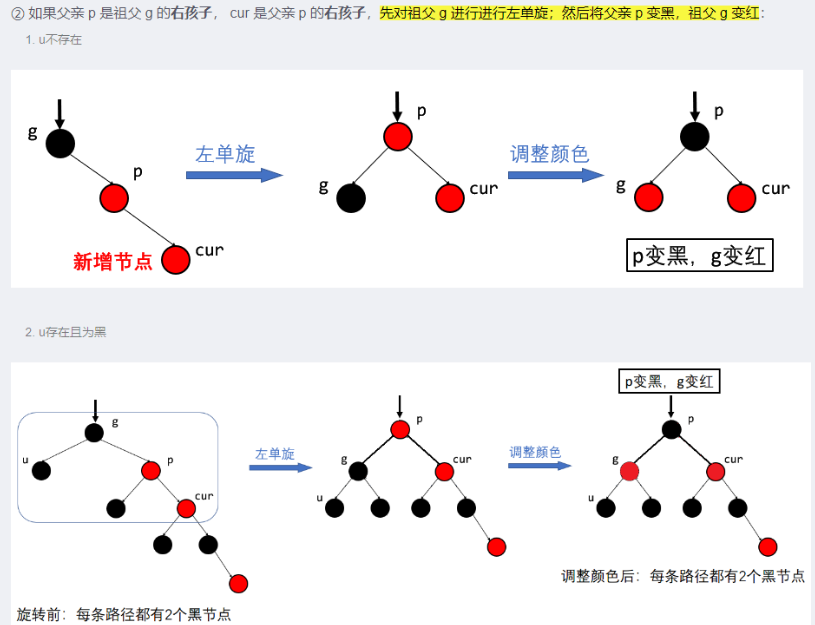 ② 如果父亲 p 是祖父 g 的右孩子， cur 是父亲 p 的右孩子，先对祖父 g 进行进行左单旋；然后将父亲 p 变黑，祖父 g 变红：
1. u不存在
g
p
cur
新增节点
左单旋
p
g
cur
调整颜色
p
g
cur
p变黑，g变红
2. u存在且为黑
g
u
p
cur
旋转前：每条路径都有2个黑节点
左单旋
p
g
cur
u
调整颜色
p变黑，g变红
p
g
cur
u
调整颜色后：每条路径都有2个黑节点